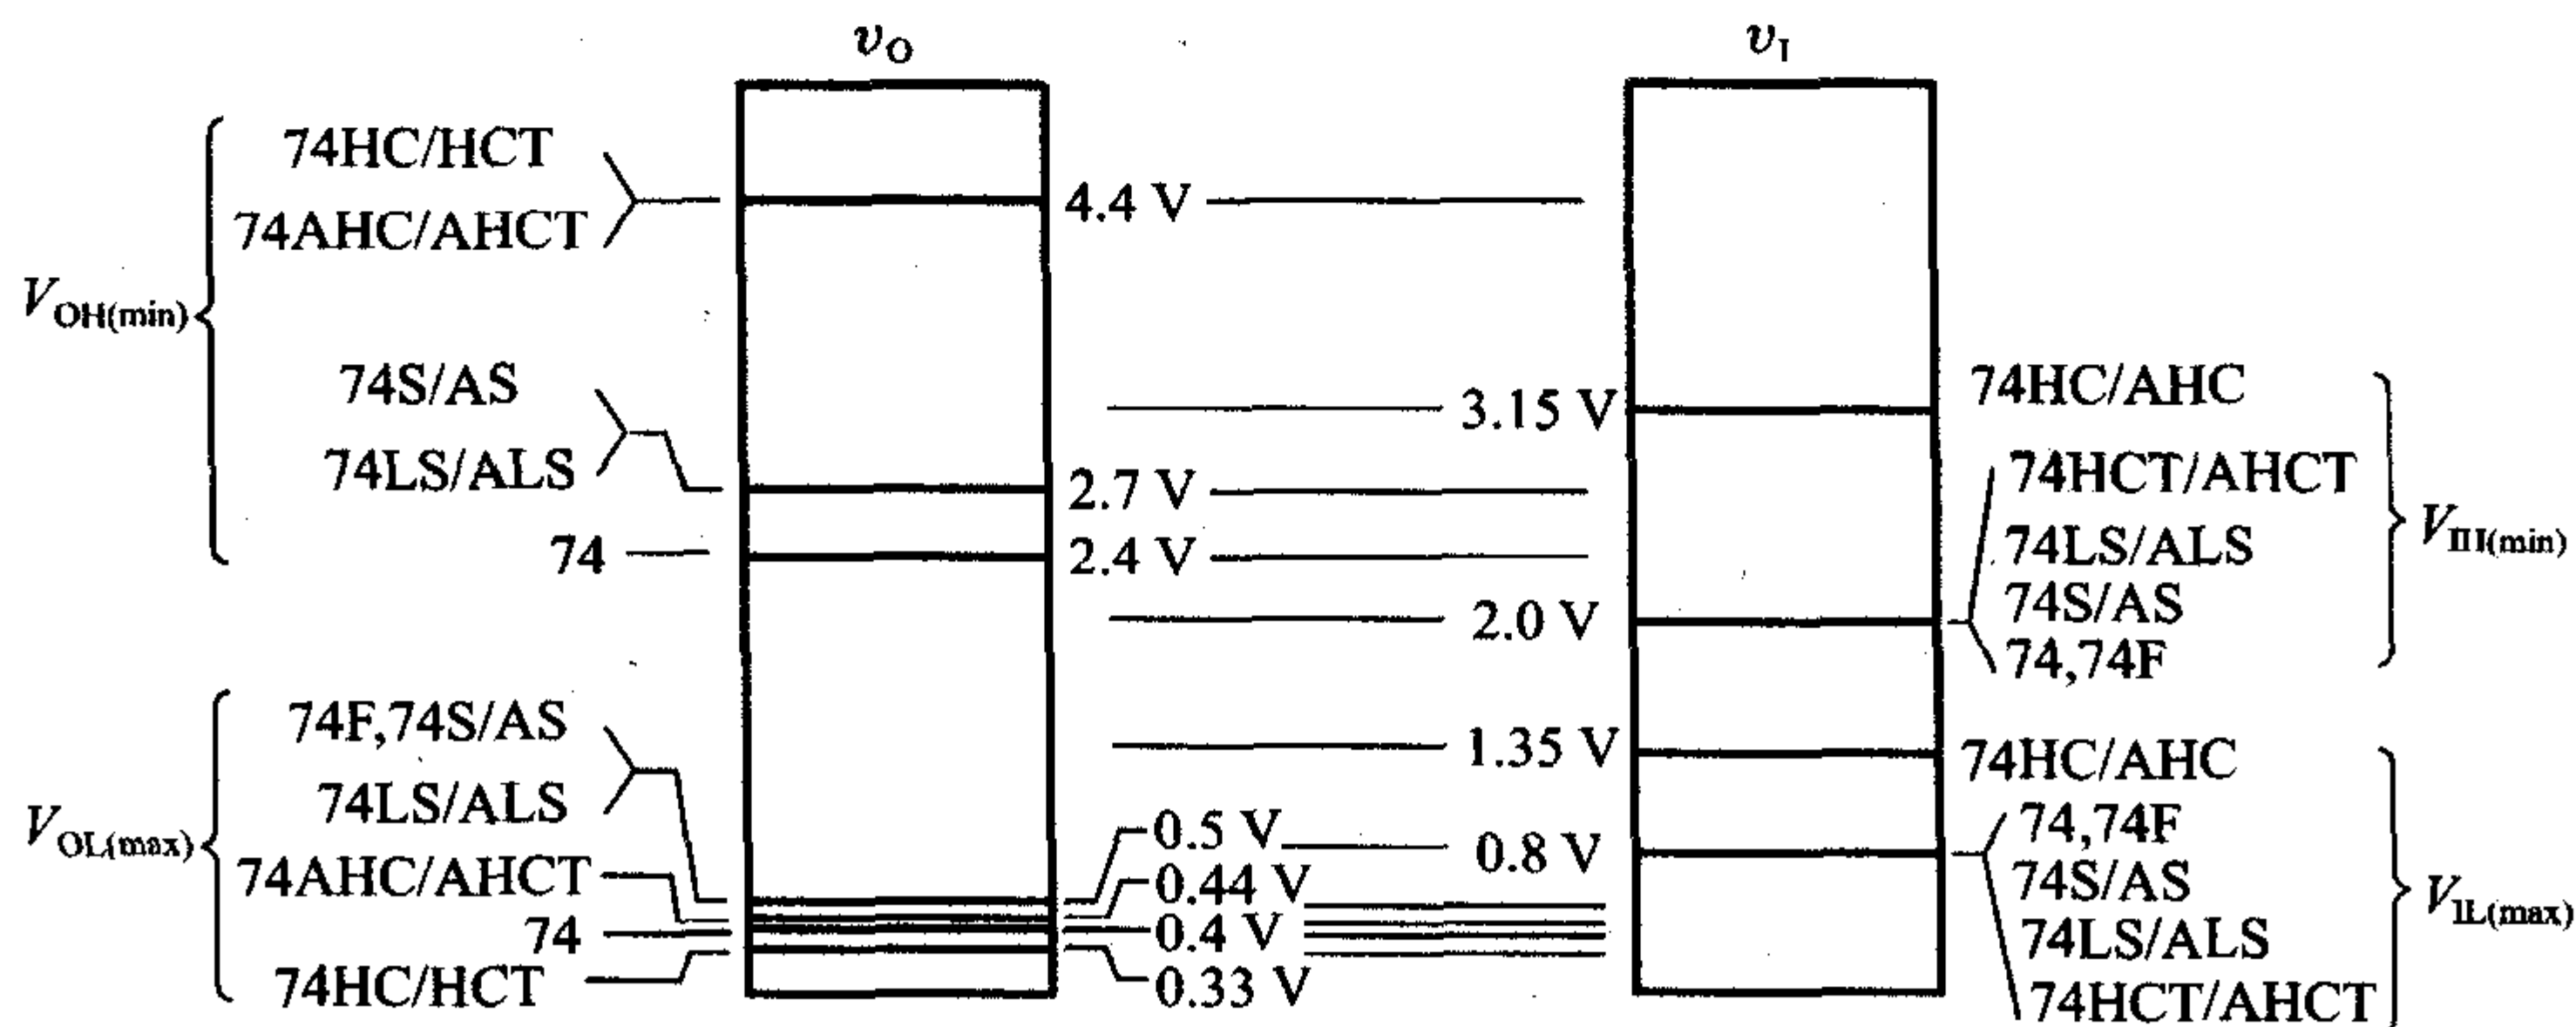 v_O v_I
74HC/HCT
74AHC/AHCT
4.4 V
V_OH(min)
74S/AS
74LS/ALS
74
2.7 V
2.4 V
3.15 V
2.0 V
74HC/AHC
74HCT/AHCT
74LS/ALS
74S/AS
74,74F
V_IH(min)
74F,74S/AS
74LS/ALS
V_OL(max)
74AHC/AHCT
74
74HC/HCT
1.35 V
0.5 V
0.8 V
0.44 V
0.4 V
0.33 V
74HC/AHC
74,74F
74S/AS
74LS/ALS
74HCT/AHCT
V_IL(max)